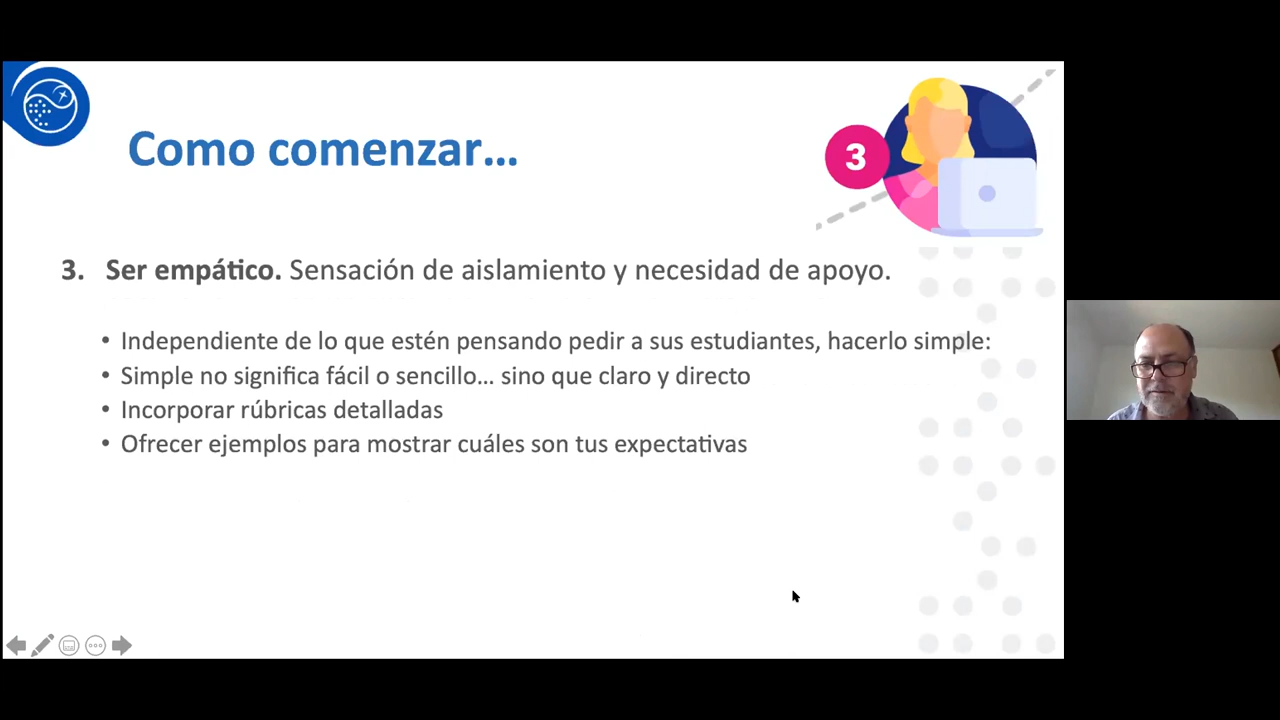 Como comenzar...
3
3. Ser empático. Sensación de aislamiento y necesidad de apoyo.
• Independiente de lo que estén pensando pedir a sus estudiantes, hacerlo simple:
• Simple no significa fácil o sencillo... sino que claro y directo
• Incorporar rúbricas detalladas
• Ofrecer ejemplos para mostrar cuáles son tus expectativas